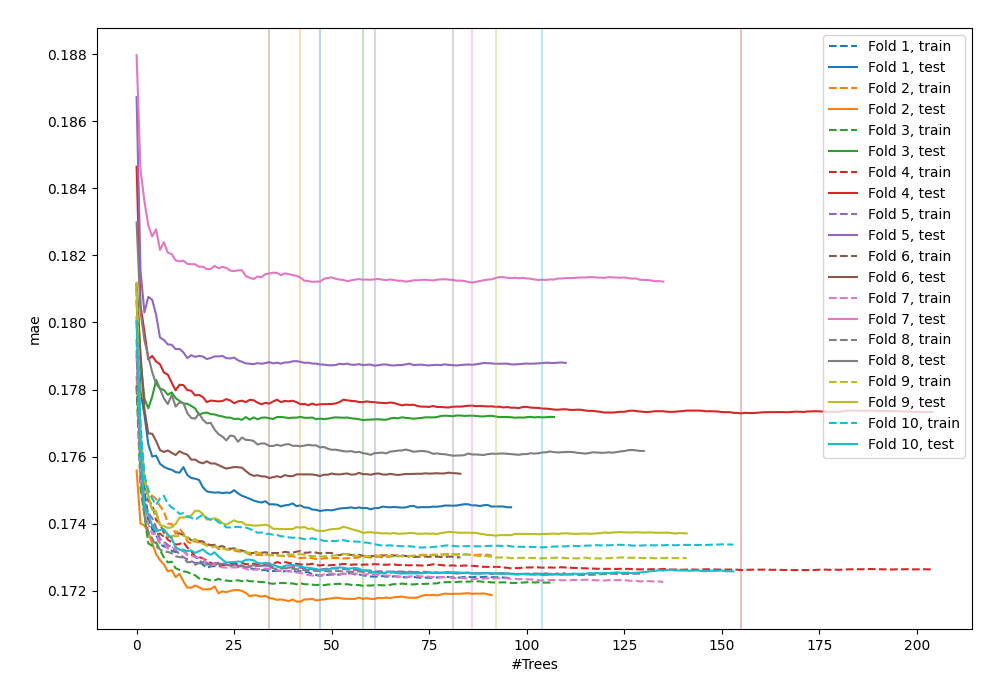 0.188
0.186
0.184
0.182
0.180
0.178
0.176
0.174
0.172
mae
0
25
50
75
100
125
150
175
200
#Trees
Fold 1, train
Fold 1, test
Fold 2, train
Fold 2, test
Fold 3, train
Fold 3, test
Fold 4, train
Fold 4, test
Fold 5, train
Fold 5, test
Fold 6, train
Fold 6, test
Fold 7, train
Fold 7, test
Fold 8, train
Fold 8, test
Fold 9, train
Fold 9, test
Fold 10, train
Fold 10, test